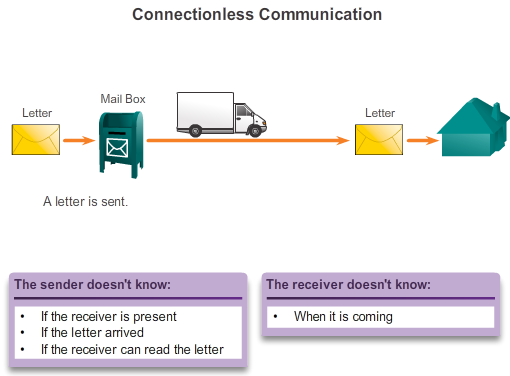 Connectionless Communication
Letter
Mail Box
Letter
A letter is sent.
The sender doesn't know:
• If the receiver is present
• If the letter arrived
• If the receiver can read the letter
The receiver doesn't know:
• When it is coming